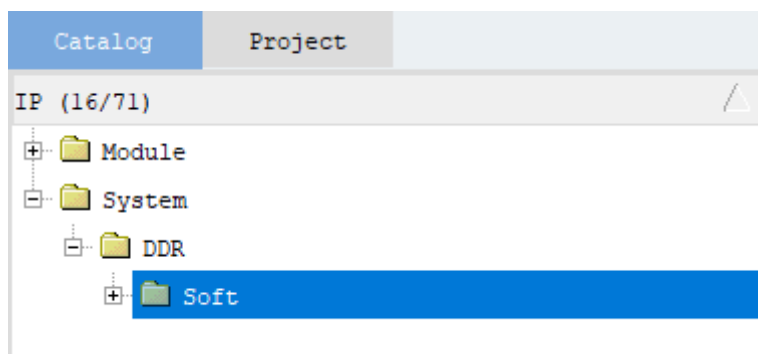 Catalog Project
IP (16/71)
Module
System
DDR
Soft